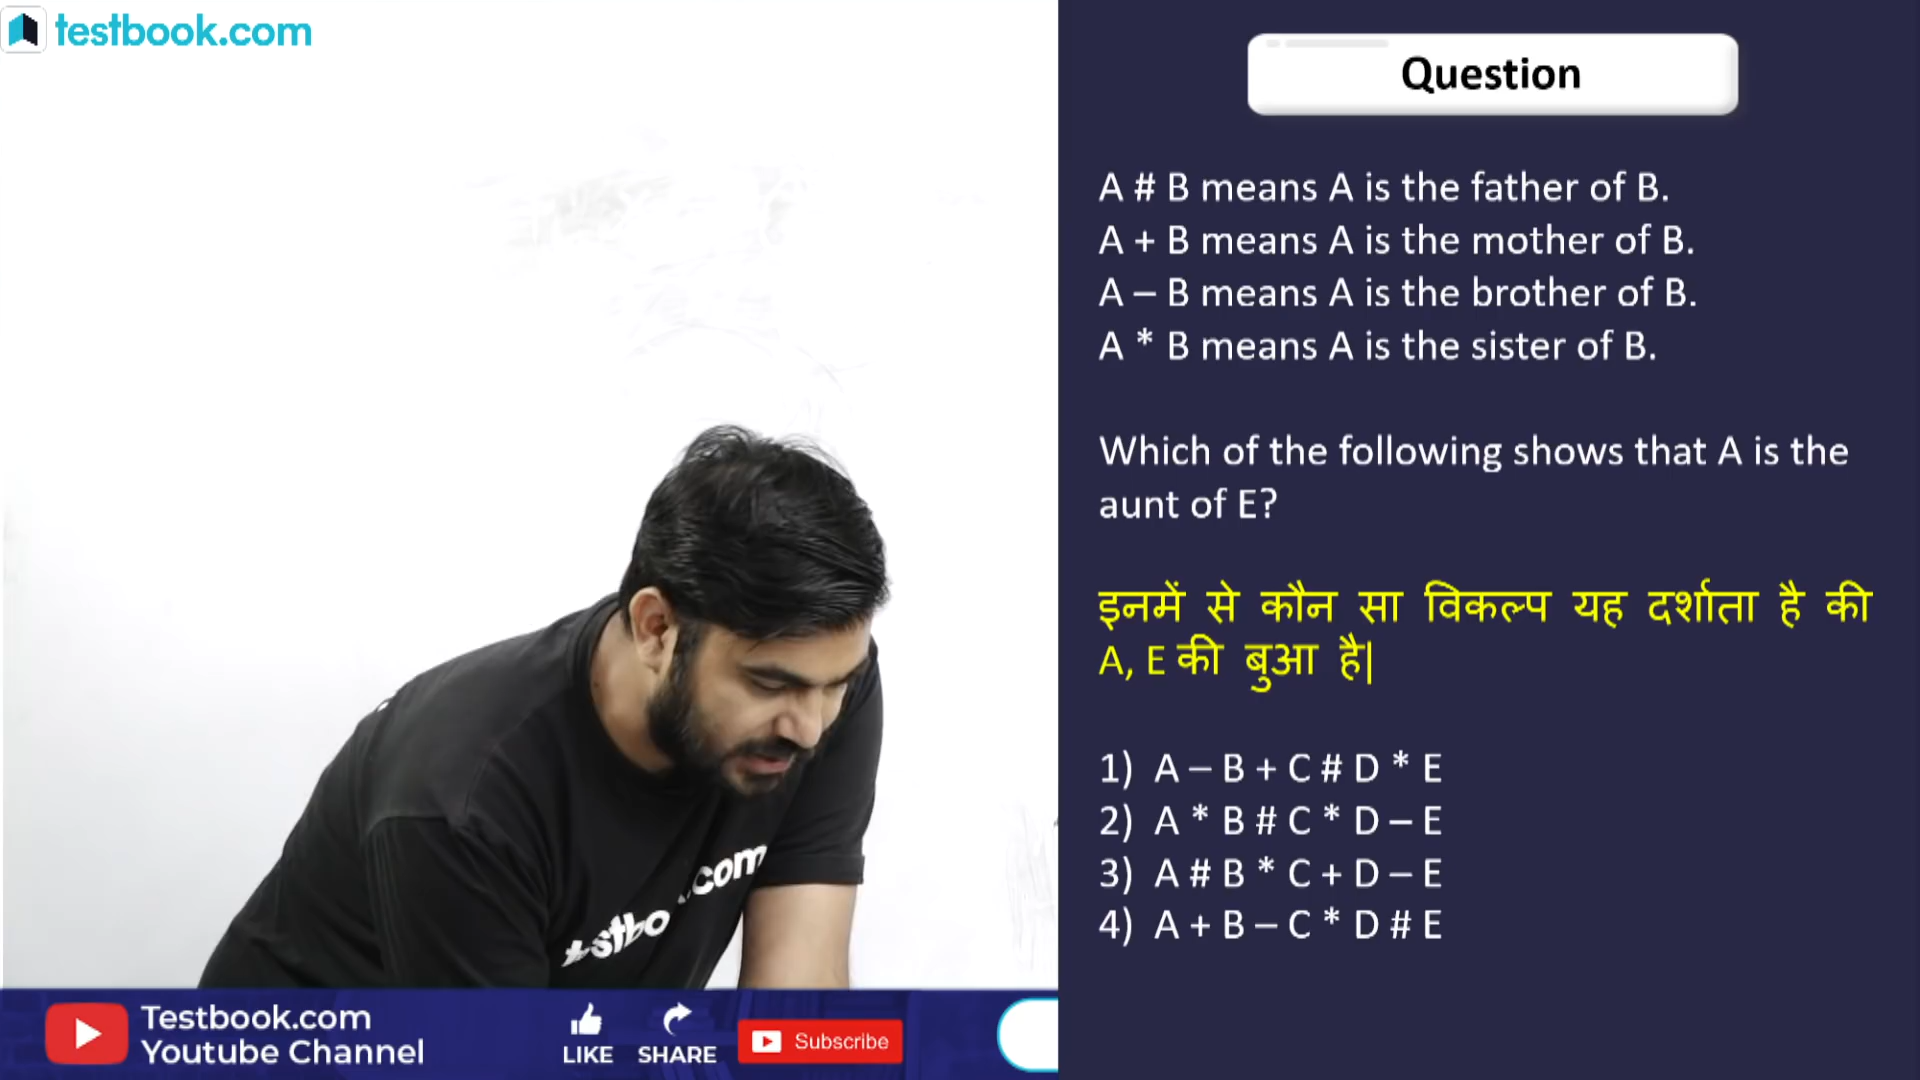 testbook.com
Question
A # B means A is the father of B.
A + B means A is the mother of B.
A – B means A is the brother of B.
A * B means A is the sister of B.
Which of the following shows that A is the
aunt of E?
इनमें से कौन सा विकल्प यह दर्शाता है की
A, E की बुआ है|
1) A – B + C # D * E
2) A * B # C * D – E
3) A # B * C + D – E
4) A + B – C * D # E
.com
Testbook.com
Youtube Channel
LIKE
SHARE
Subscribe